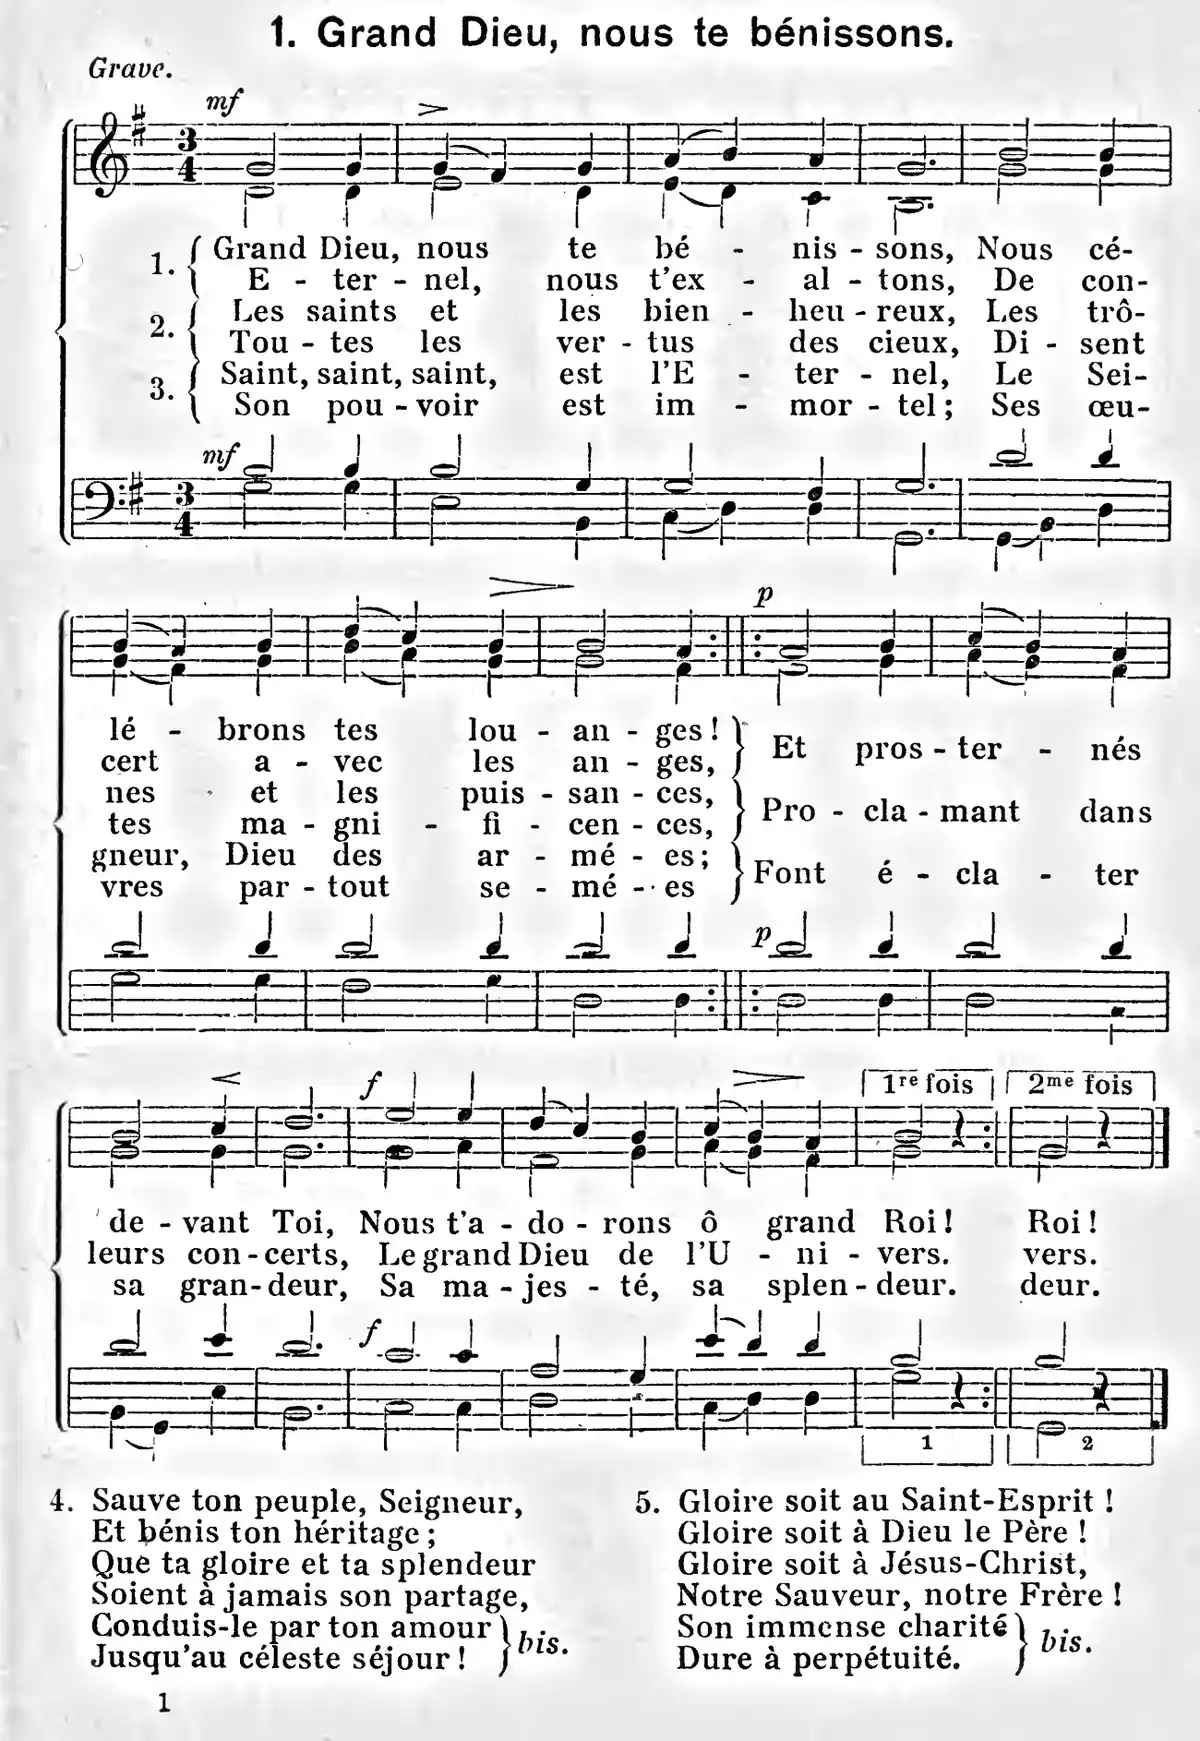 1. Grand Dieu, nous te bénissons.
Grave.
mf
1. Grand Dieu, nous te bé - nis - sons, Nous cé-
E - ter - nel, nous t'ex - al - tons, De con-
2. Les saints et les bien - heu - reux, Les trô-
Tou - tes les ver - tus des cieux, Di - sent
3. Saint, saint, saint, est l'E - ter - nel, Le Sei-
Son pou - voir est im - mor - tel ; Ses œu-
mf
p
lé - brons tes lou - an - ges ! Et pros - ter - nés
cert a - vec les an - ges,
nes et les puis - san - ces, Pro - cla - mant dans
tes ma - gni - fi - cen - ces,
gneur, Dieu des ar - mé - es ; Font é - cla - ter
vres par - tout se - mé - es
p
f 1re fois 2me fois
de - vant Toi, Nous t'a - do - rons ô grand Roi ! Roi !
leurs con - certs, Le grand Dieu de l'U - ni - vers. vers.
sa gran - deur, Sa ma - jes - té, sa splen - deur. deur.
f
1 2
4. Sauve ton peuple, Seigneur,
Et bénis ton héritage ;
Que ta gloire et ta splendeur
Soient à jamais son partage,
Conduis-le par ton amour
Jusqu'au céleste séjour ! bis.
5. Gloire soit au Saint-Esprit !
Gloire soit à Dieu le Père !
Gloire soit à Jésus-Christ,
Notre Sauveur, notre Frère !
Son immense charité
Dure à perpétuité. bis.
1